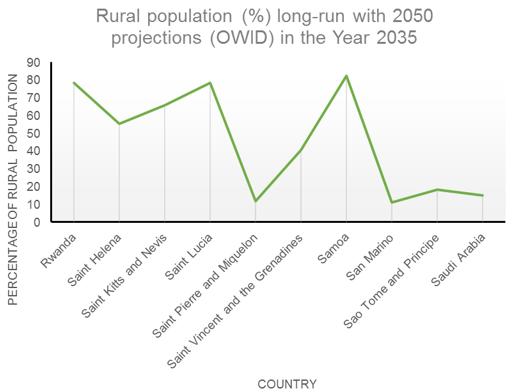 Rural population (%) long-run with 2050
projections (OWID) in the Year 2035
PERCENTAGE OF RURAL POPULATION
90
80
70
60
50
40
30
20
10
0
Rwanda
Saint Helena
Saint Kitts and Nevis
Saint Lucia
Saint Pierre and Miquelon
Saint Vincent and the Grenadines
Samoa
San Marino
Sao Tome and Principe
Saudi Arabia
COUNTRY